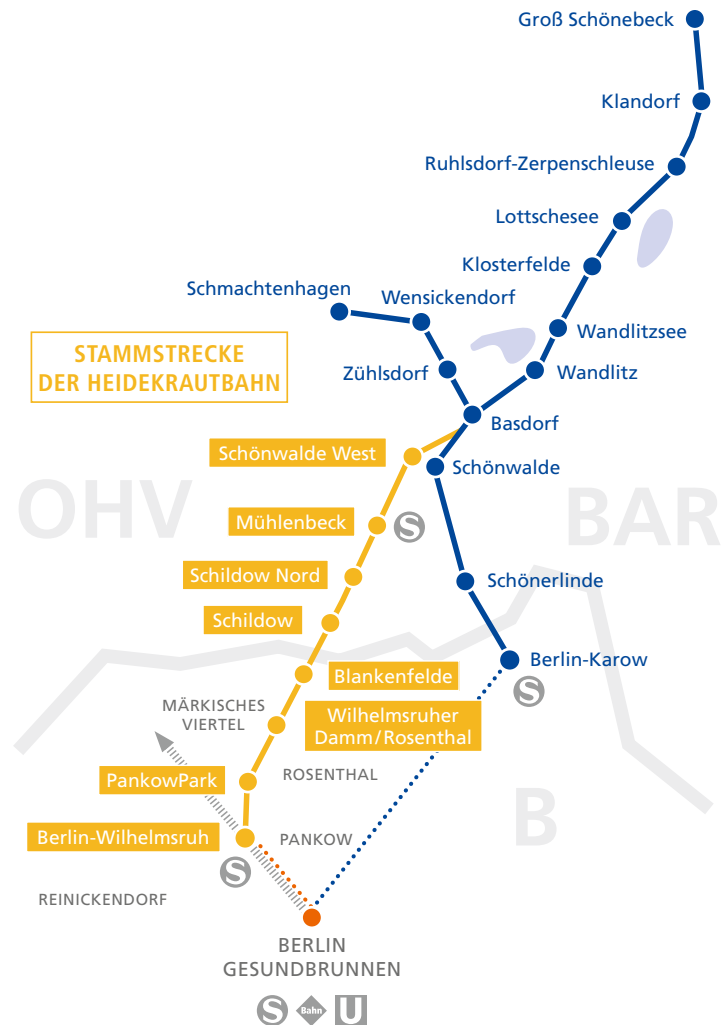 Groß Schönebeck
Klandorf
Ruhlsdorf-Zerpenschleuse
Lottschesee
Klosterfelde
Schmachtenhagen
Wensickendorf
Wandlitzsee
STAMMSTRECKE
DER HEIDEKRAUTBAHN
Zühlsdorf
Wandlitz
Basdorf
Schönwalde West
Schönwalde
OHV
BAR
Mühlenbeck
S
Schildow Nord
Schönerlinde
Schildow
Berlin-Karow
S
Blankenfelde
MÄRKISCHES
VIERTEL
Wilhelmsruher
Damm/Rosenthal
PankowPark
ROSENTHAL
B
Berlin-Wilhelmsruh
PANKOW
S
REINICKENDORF
BERLIN
GESUNDBRUNNEN
S Bahn U